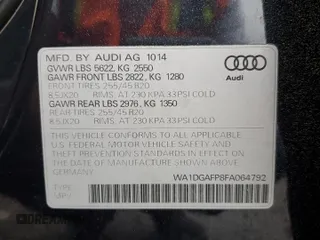 MFD. BY AUDI AG 1014
GVWR LBS 5622, KG 2550
GAWR FRONT LBS 2822, KG 1280
FRONT TIRES: 255/45 R20
8.5JX20 RIMS, AT 230 KPA 33 PSI COLD
GAWR REAR LBS 2976, KG 1350
REAR TIRES: 255/45 R20
8.5JX20 RIMS, AT 230 KPA 33 PSI COLD
THIS VEHICLE CONFORMS TO ALL APPLICABLE
U.S. FEDERAL MOTOR VEHICLE SAFETY
STANDARDS IN EFFECT ON THE DATE OF
MANUFACTURE SHOWN ABOVE.
GERMANY
WA1DGAFP8FA064792
TYPE:
Audi